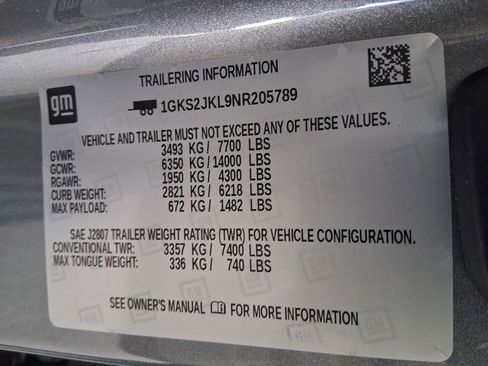 gm
TRAILERING INFORMATION
1GKS2JKL9NR205789
VEHICLE AND TRAILER MUST NOT EXCEED ANY OF THESE VALUES.
GVWR: 3493 KG / 7700 LBS
GCWR: 6350 KG / 14000 LBS
RGAWR: 1950 KG / 4300 LBS
CURB WEIGHT: 2821 KG / 6218 LBS
MAX PAYLOAD: 672 KG / 1482 LBS
SAE J2807 TRAILER WEIGHT RATING (TWR) FOR VEHICLE CONFIGURATION.
CONVENTIONAL TWR: 3357 KG / 7400 LBS
MAX TONGUE WEIGHT: 336 KG / 740 LBS
SEE OWNER'S MANUAL FOR MORE INFORMATION